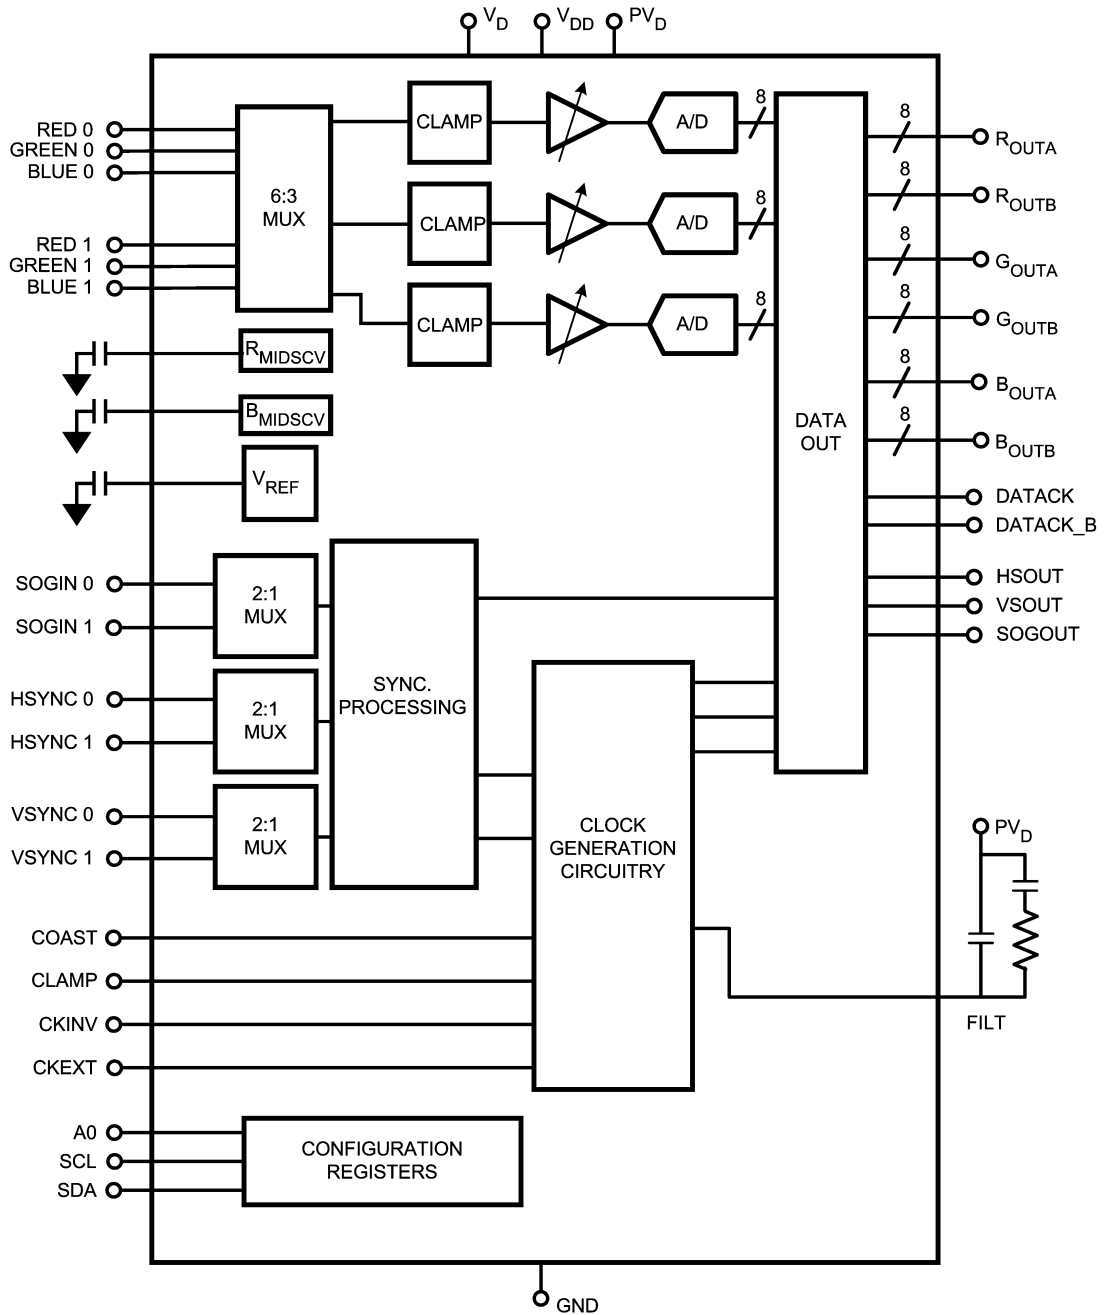 VD
VDD
PVD
RED 0
GREEN 0
BLUE 0
RED 1
GREEN 1
BLUE 1
6:3
MUX
CLAMP
A/D
8
CLAMP
A/D
8
CLAMP
A/D
8
DATA
OUT
8
ROUTA
8
ROUTB
8
GOUTA
8
GOUTB
8
BOUTA
8
BOUTB
DATACK
DATACK_B
HSOUT
VSOUT
SOGOUT
RMIDSCV
BMIDSCV
VREF
SOGIN 0
SOGIN 1
2:1
MUX
HSYNC 0
HSYNC 1
2:1
MUX
VSYNC 0
VSYNC 1
2:1
MUX
SYNC.
PROCESSING
CLOCK
GENERATION
CIRCUITRY
PVD
FILT
COAST
CLAMP
CKINV
CKEXT
A0
SCL
SDA
CONFIGURATION
REGISTERS
GND